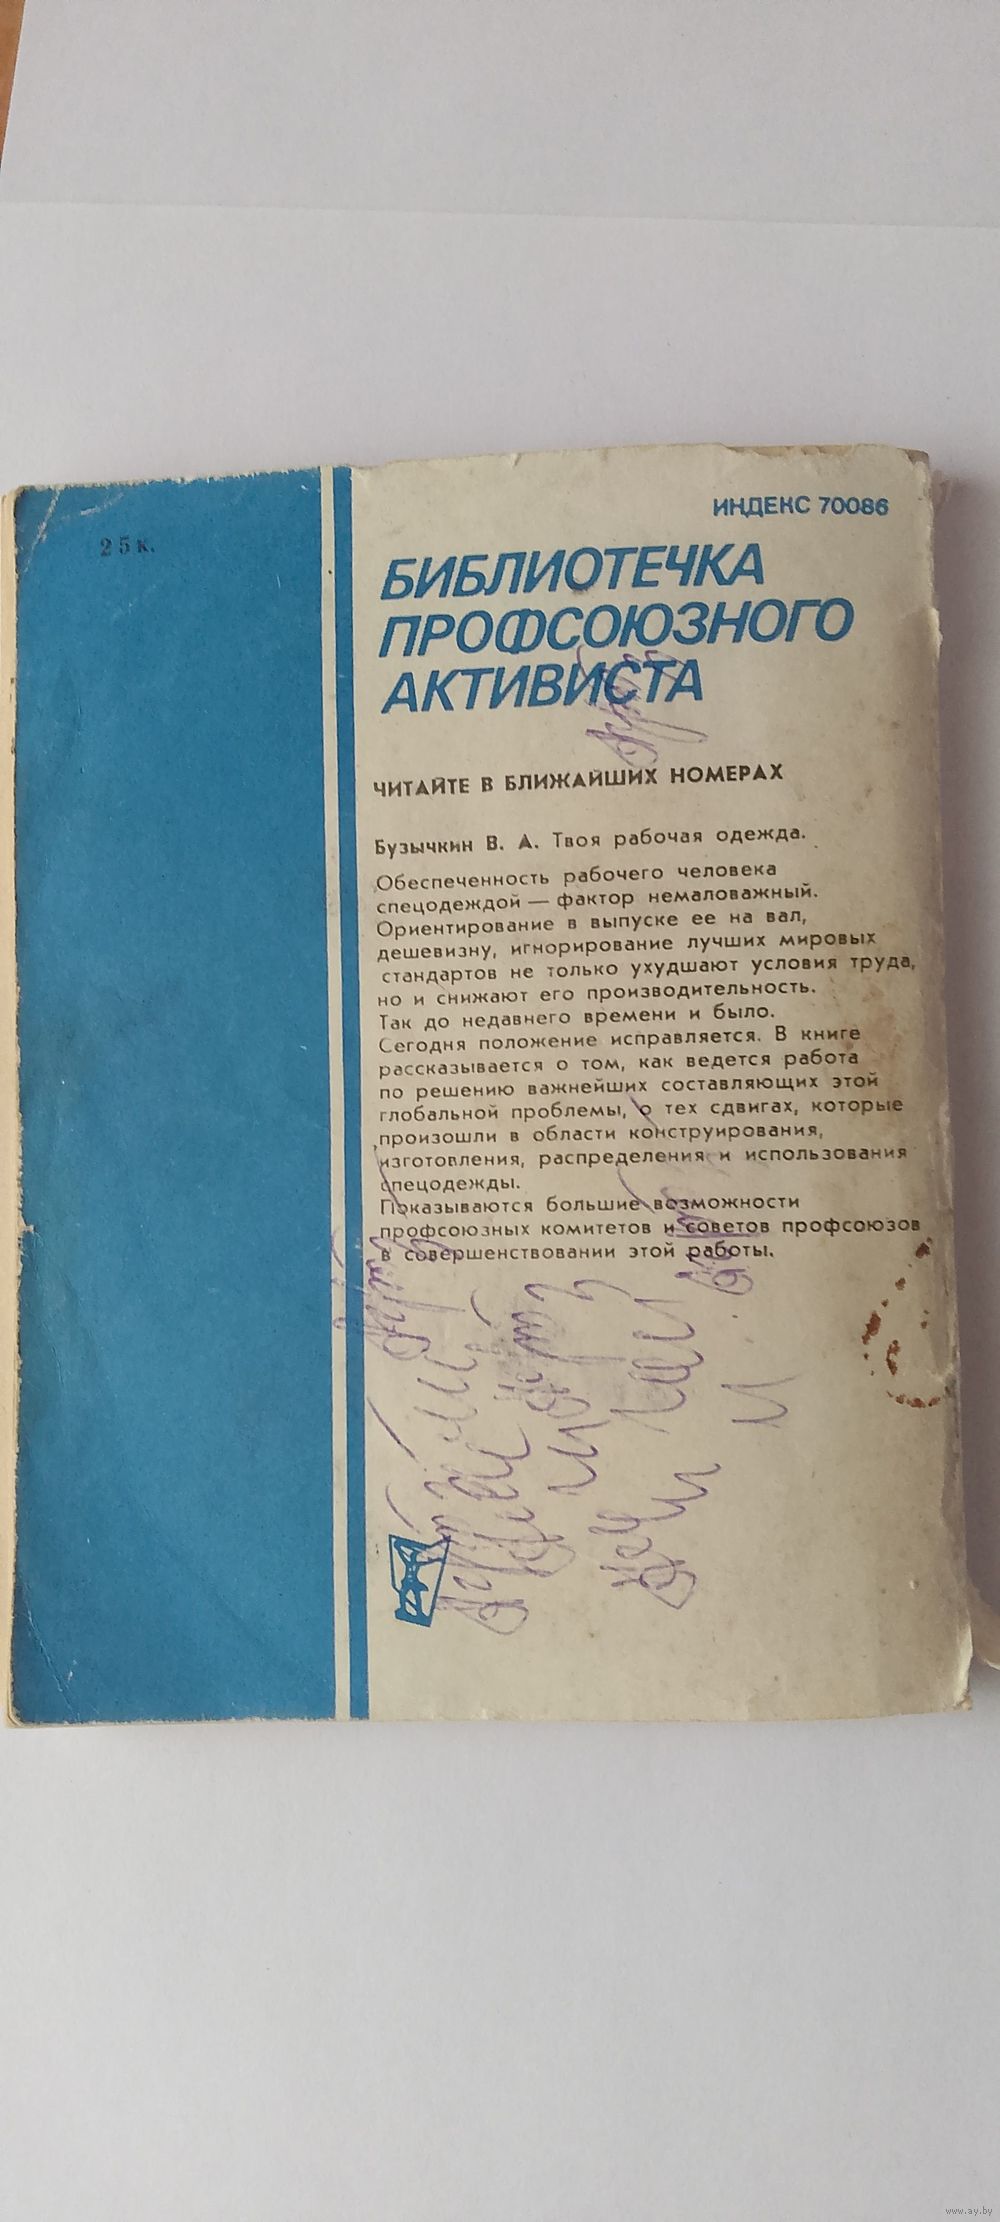 ИНДЕКС 70086
25к.
БИБЛИОТЕЧКА
ПРОФСОЮЗНОГО
АКТИВИСТА
ЧИТАЙТЕ В БЛИЖАЙШИХ НОМЕРАХ
Бузычкин В. А. Твоя рабочая одежда.
Обеспеченность рабочего человека
спецодеждой — фактор немаловажный.
Ориентирование в выпуске ее на вал,
дешевизну, игнорирование лучших мировых
стандартов не только ухудшают условия труда,
но и снижают его производительность.
Так до недавнего времени и было.
Сегодня положение исправляется. В книге
рассказывается о том, как ведется работа
по решению важнейших составляющих этой
глобальной проблемы, о тех сдвигах, которые
произошли в области конструирования,
изготовления, распределения и использования
спецодежды.
Показываются большие возможности
профсоюзных комитетов и советов профсоюзов
в совершенствовании этой работы.
www.ay.by